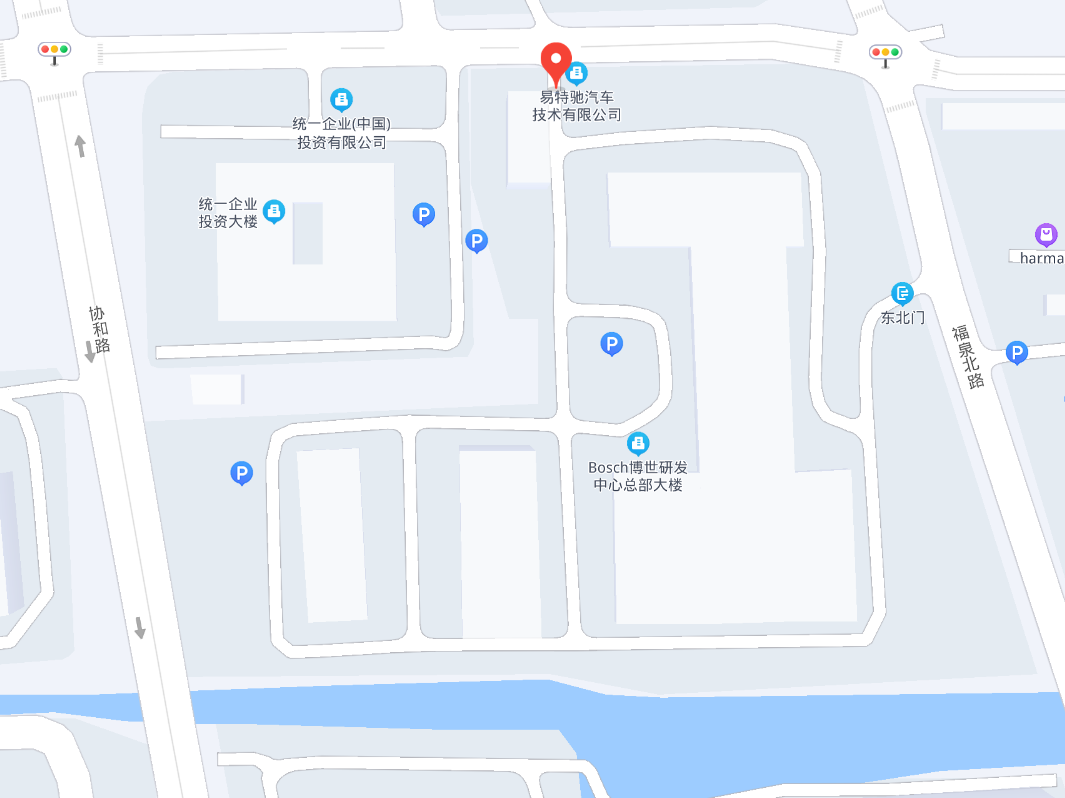 易特驰汽车
技术有限公司
统一企业(中国)
投资有限公司
统一企业
投资大楼
P
P
harma
东北门
协和路
福泉北路
P
P
Bosch博世研发
中心总部大楼
P